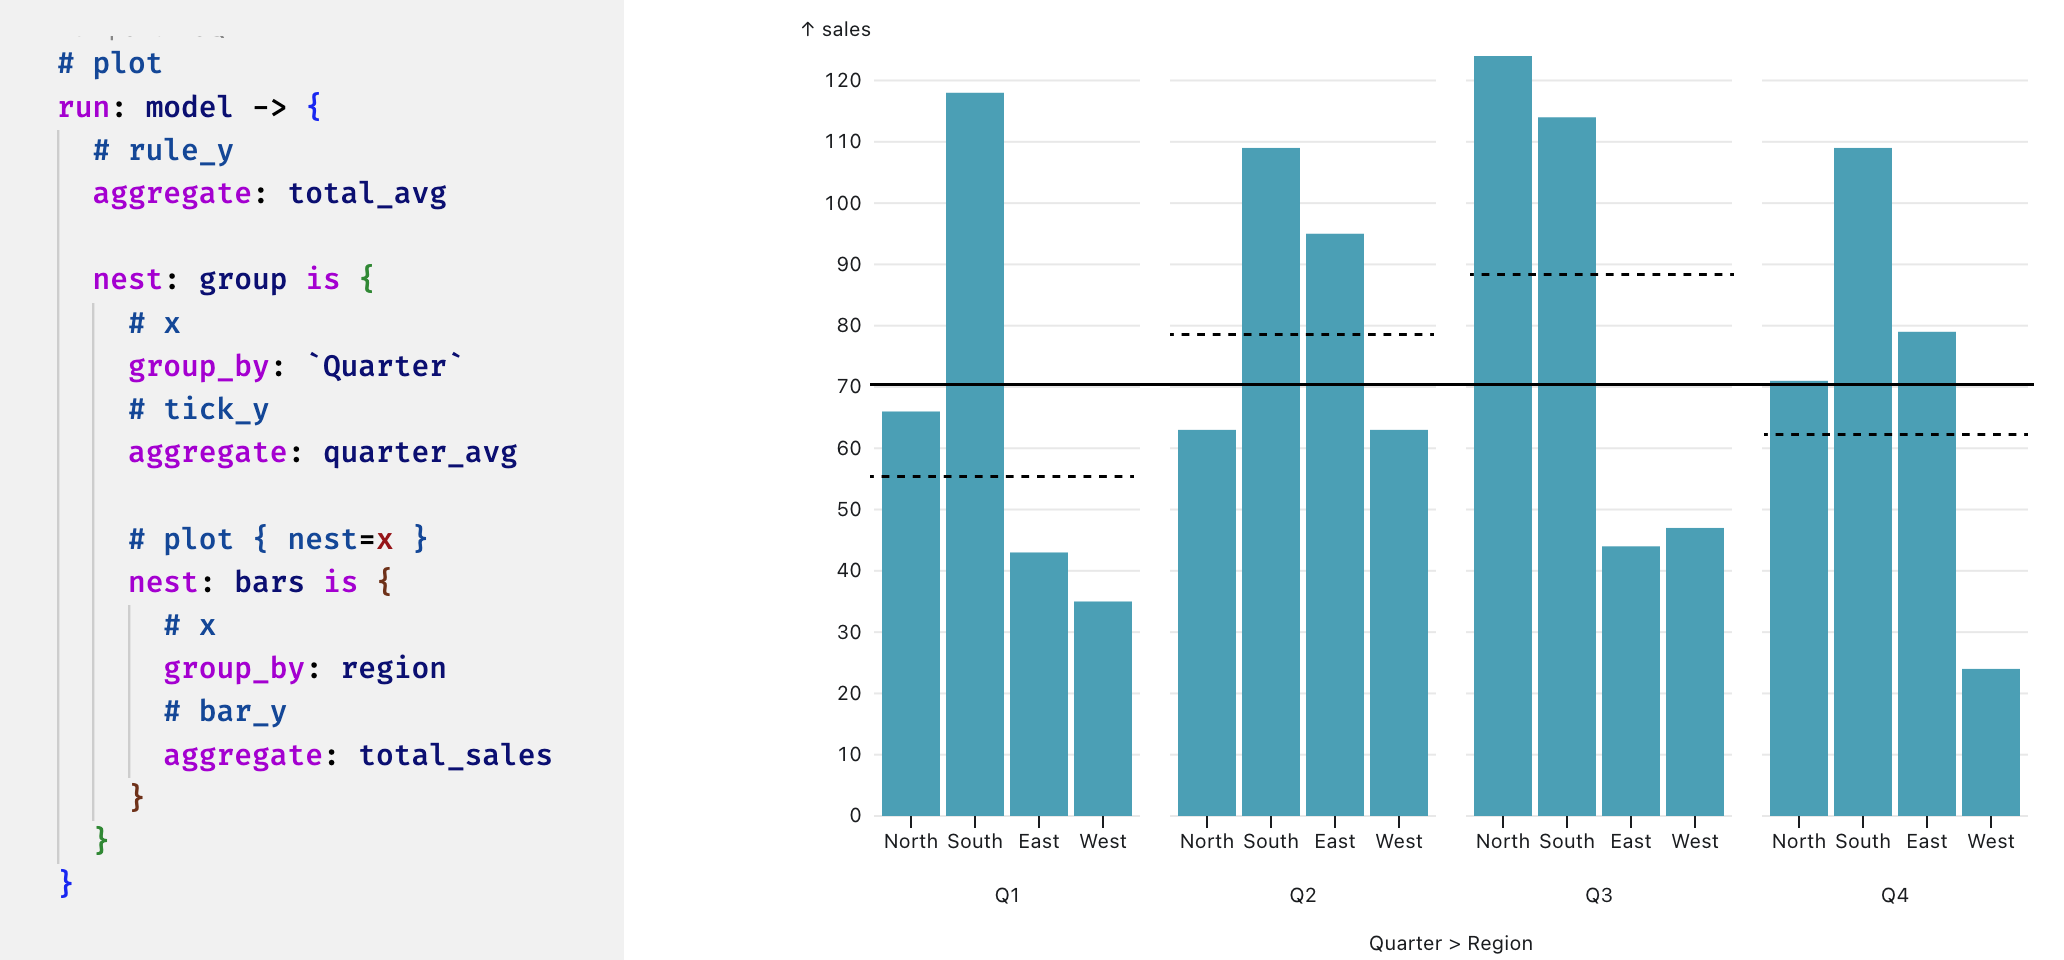 # plot
run: model -> {
# rule_y
aggregate: total_avg
nest: group is {
# x
group_by: `Quarter`
# tick_y
aggregate: quarter_avg
# plot { nest=x }
nest: bars is {
# x
group_by: region
# bar_y
aggregate: total_sales
}
}
}
↑ sales
120
110
100
90
80
70
60
50
40
30
20
10
0
North South East West North South East West North South East West North South East West
Q1 Q2 Q3 Q4
Quarter > Region